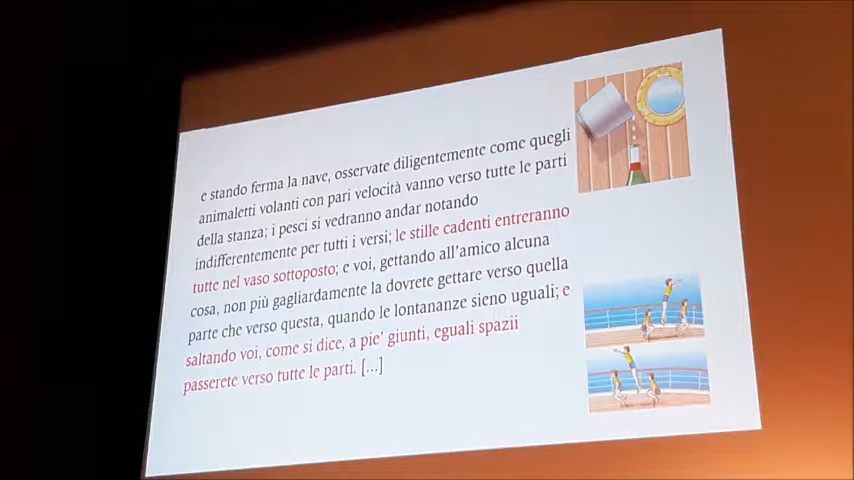 e stando ferma la nave, osservate diligentemente come quegli
animaletti volanti con pari velocità vanno verso tutte le parti
della stanza; i pesci si vedranno andar notando
indifferentemente per tutti i versi; le stille cadenti entreranno
tutte nel vaso sottoposto; e voi, gettando all'amico alcuna
cosa, non più gagliardamente la dovrete gettare verso quella
parte che verso questa, quando le lontananze sieno uguali; e
saltando voi, come si dice, a pie' giunti, eguali spazii
passerete verso tutte le parti. [...]